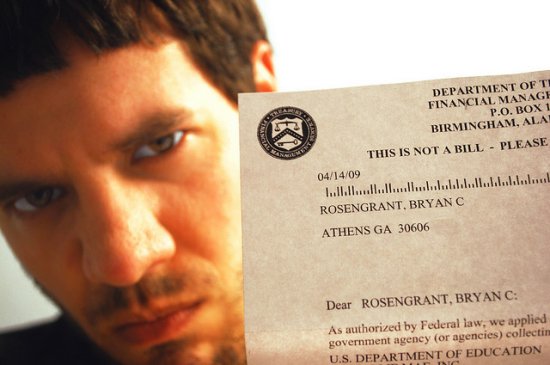 DEPARTMENT OF
FINANCIAL
P.O. BOX
BIRMINGHAM,
THIS IS NOT A BILL - PLEASE
04/14/09
ROSENGRANT, BRYAN C
ATHENS GA 30606
Dear ROSENGRANT, BRYAN C:
As authorized by Federal law, we applied
government agency (or agencies)
U.S. DEPARTMENT OF EDUCATION